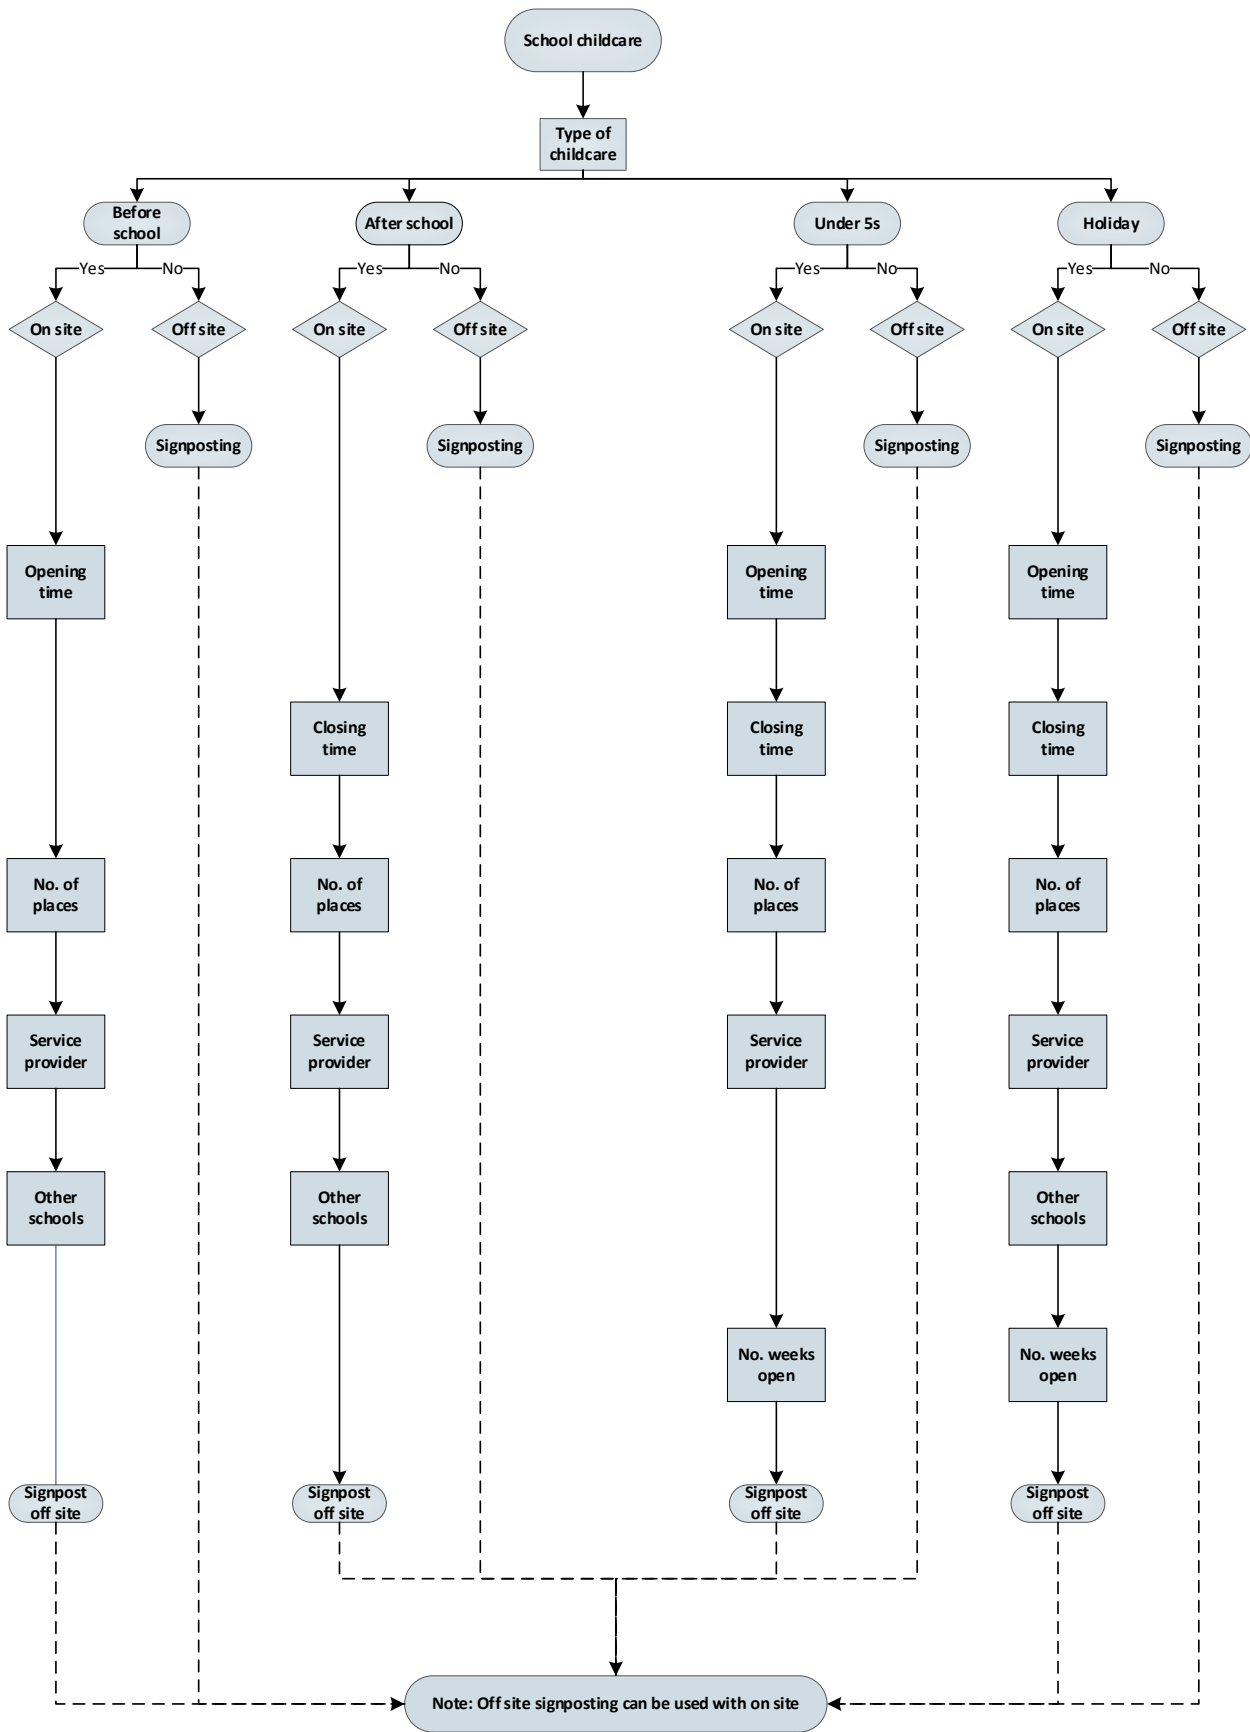 School childcare
Type of
childcare
Before
school
After school
Under 5s
Holiday
Yes
No
Yes
No
Yes
No
Yes
No
On site
Off site
On site
Off site
On site
Off site
On site
Off site
Signposting
Signposting
Signposting
Signposting
Opening
time
Opening
time
Opening
time
Closing
time
Closing
time
Closing
time
No. of
places
No. of
places
No. of
places
No. of
places
Service
provider
Service
provider
Service
provider
Service
provider
Other
schools
Other
schools
Other
schools
No. weeks
open
No. weeks
open
Signpost
off site
Signpost
off site
Signpost
off site
Signpost
off site
Note: Off site signposting can be used with on site